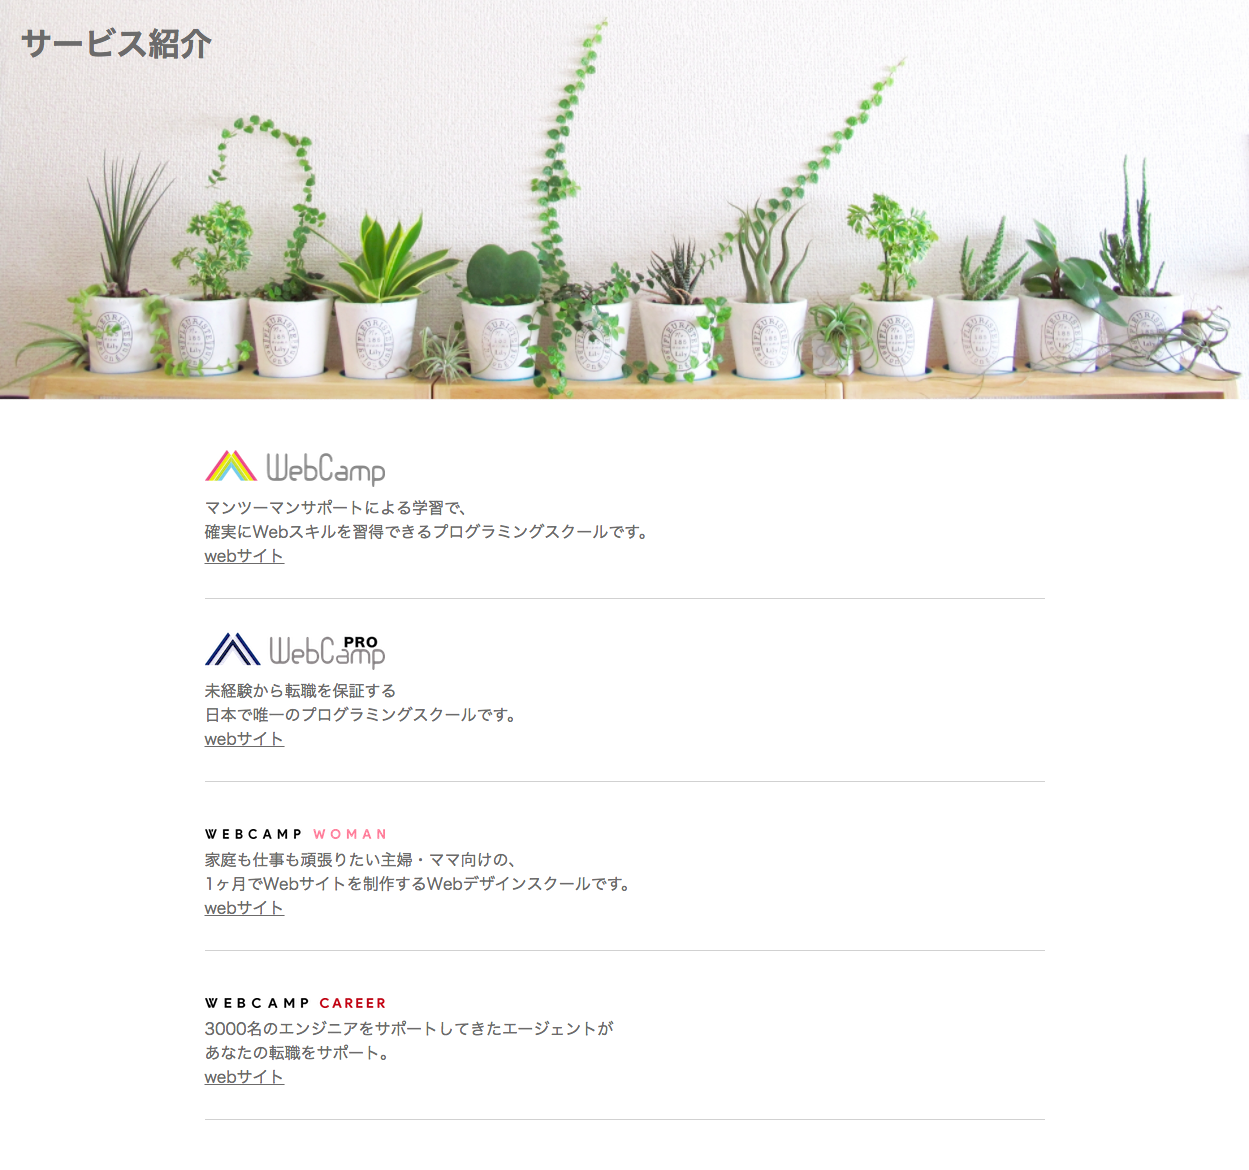 サービス紹介
WebCamp
マンツーマンサポートによる学習で、
確実にWebスキルを習得できるプログラミングスクールです。
webサイト
WebCamp PRO
未経験から転職を保証する
日本で唯一のプログラミングスクールです。
webサイト
WEBCAMP WOMAN
家庭も仕事も頑張りたい主婦・ママ向けの、
1ヶ月でWebサイトを制作するWebデザインスクールです。
webサイト
WEBCAMP CAREER
3000名のエンジニアをサポートしてきたエージェントが
あなたの転職をサポート。
webサイト